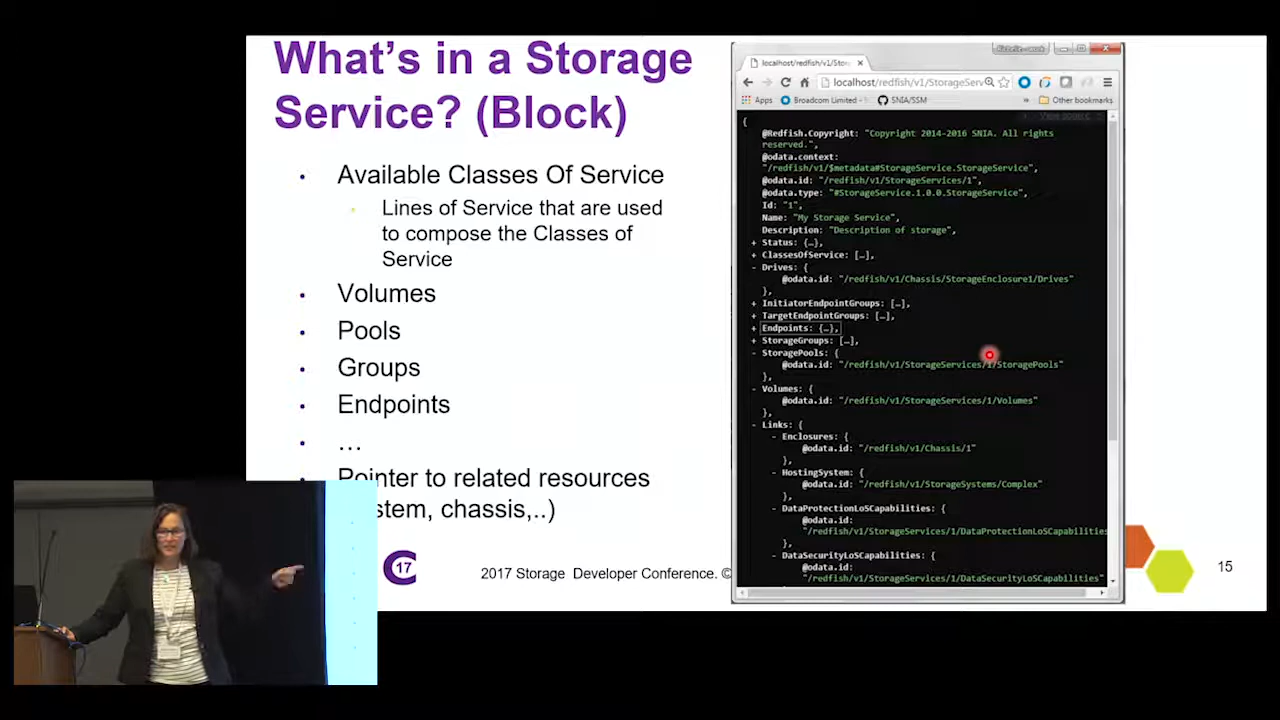 What's in a Storage
Service? (Block)
• Available Classes Of Service
• Lines of Service that are used
to compose the Classes of
Service
• Volumes
• Pools
• Groups
• Endpoints
• …
Pointer to related resources
stem, chassis,..)
17
2017 Storage Developer Conference. ©
15
localhost/redfish/v1/Stor
localhost/redfish/v1/StorageServ
Apps
Broadcom Limited -
SNIA/SSM
»
Other bookmarks
{
@Redfish.Copyright: "Copyright 2014-2016 SNIA. All rights
reserved.",
@odata.context:
"/redfish/v1/$metadata#StorageService.StorageService",
@odata.id: "/redfish/v1/StorageServices/1",
@odata.type: "#StorageService.1.0.0.StorageService",
Id: "1",
Name: "My Storage Service",
Description: "Description of storage",
+ Status: {…},
+ ClassesOfService: […],
- Drives: {
@odata.id: "/redfish/v1/Chassis/StorageEnclosure1/Drives"
},
+ InitiatorEndpointGroups: […],
+ TargetEndpointGroups: […],
+ Endpoints: {…},
+ StorageGroups: […],
- StoragePools: {
@odata.id: "/redfish/v1/StorageServices/1/StoragePools"
},
- Volumes: {
@odata.id: "/redfish/v1/StorageServices/1/Volumes"
},
- Links: {
- Enclosures: {
@odata.id: "/redfish/v1/Chassis/1"
},
- HostingSystem: {
@odata.id: "/redfish/v1/StorageSystems/Complex"
},
- DataProtectionLoSCapabilities: {
@odata.id:
"/redfish/v1/StorageServices/1/DataProtectionLoSCapabilities
},
- DataSecurityLoSCapabilities: {
@odata.id:
"/redfish/v1/StorageServices/1/DataSecurityLoSCapabilities"